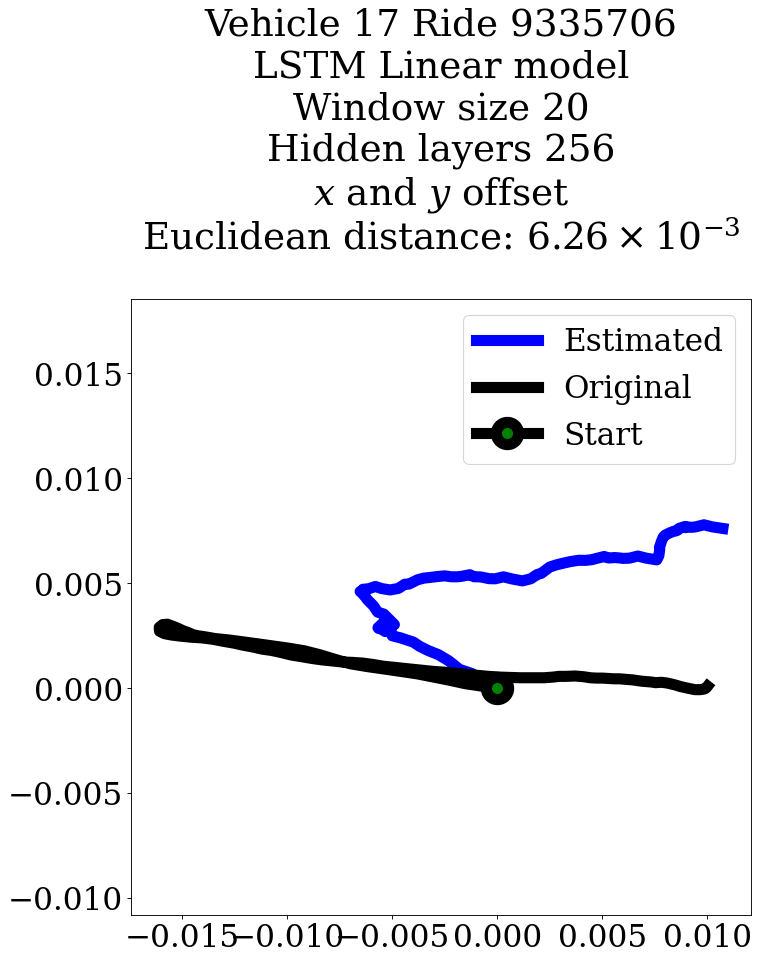 Vehicle 17 Ride 9335706
LSTM Linear model
Window size 20
Hidden layers 256
x and y offset
Euclidean distance: 6.26 × 10⁻³
Estimated
Original
Start
0.015
0.010
0.005
0.000
−0.005
−0.010
−0.015 −0.010 −0.005 0.000 0.005 0.010